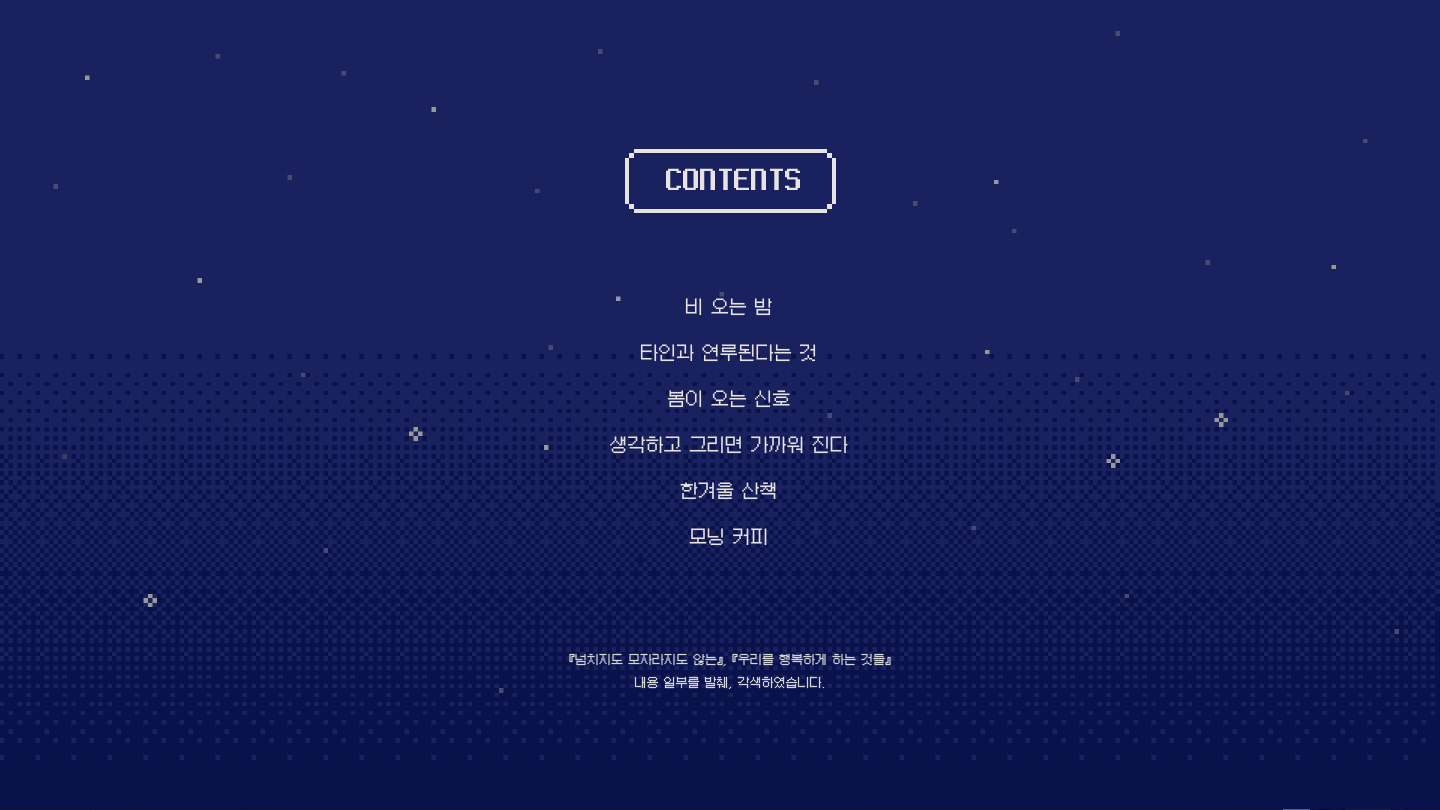 CONTENTS
비 오는 밤
타인과 연루된다는 것
봄이 오는 신호
생각하고 그리면 가까워 진다
한겨울 산책
모닝 커피
『넘치지도 모자라지도 않는』, 『우리를 행복하게 하는 것들』
내용 일부를 발췌, 각색하였습니다.